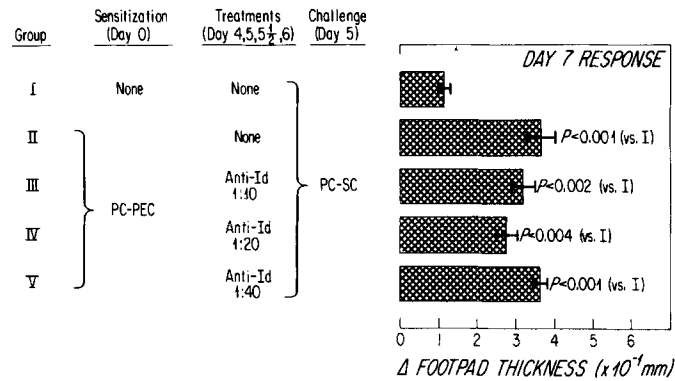 Group
Sensitization
(Day 0)
Treatments
(Day 4,5,5½,6)
Challenge
(Day 5)
DAY 7 RESPONSE
I
None
None
II
None
P<0.001 (vs. I)
III
Anti-Id
1:10
PC-SC
P<0.002 (vs. I)
PC-PEC
IV
Anti-Id
1:20
P<0.004 (vs. I)
V
Anti-Id
1:40
P<0.001 (vs. I)
0 1 2 3 4 5 6
Δ FOOTPAD THICKNESS (x10⁻¹mm)